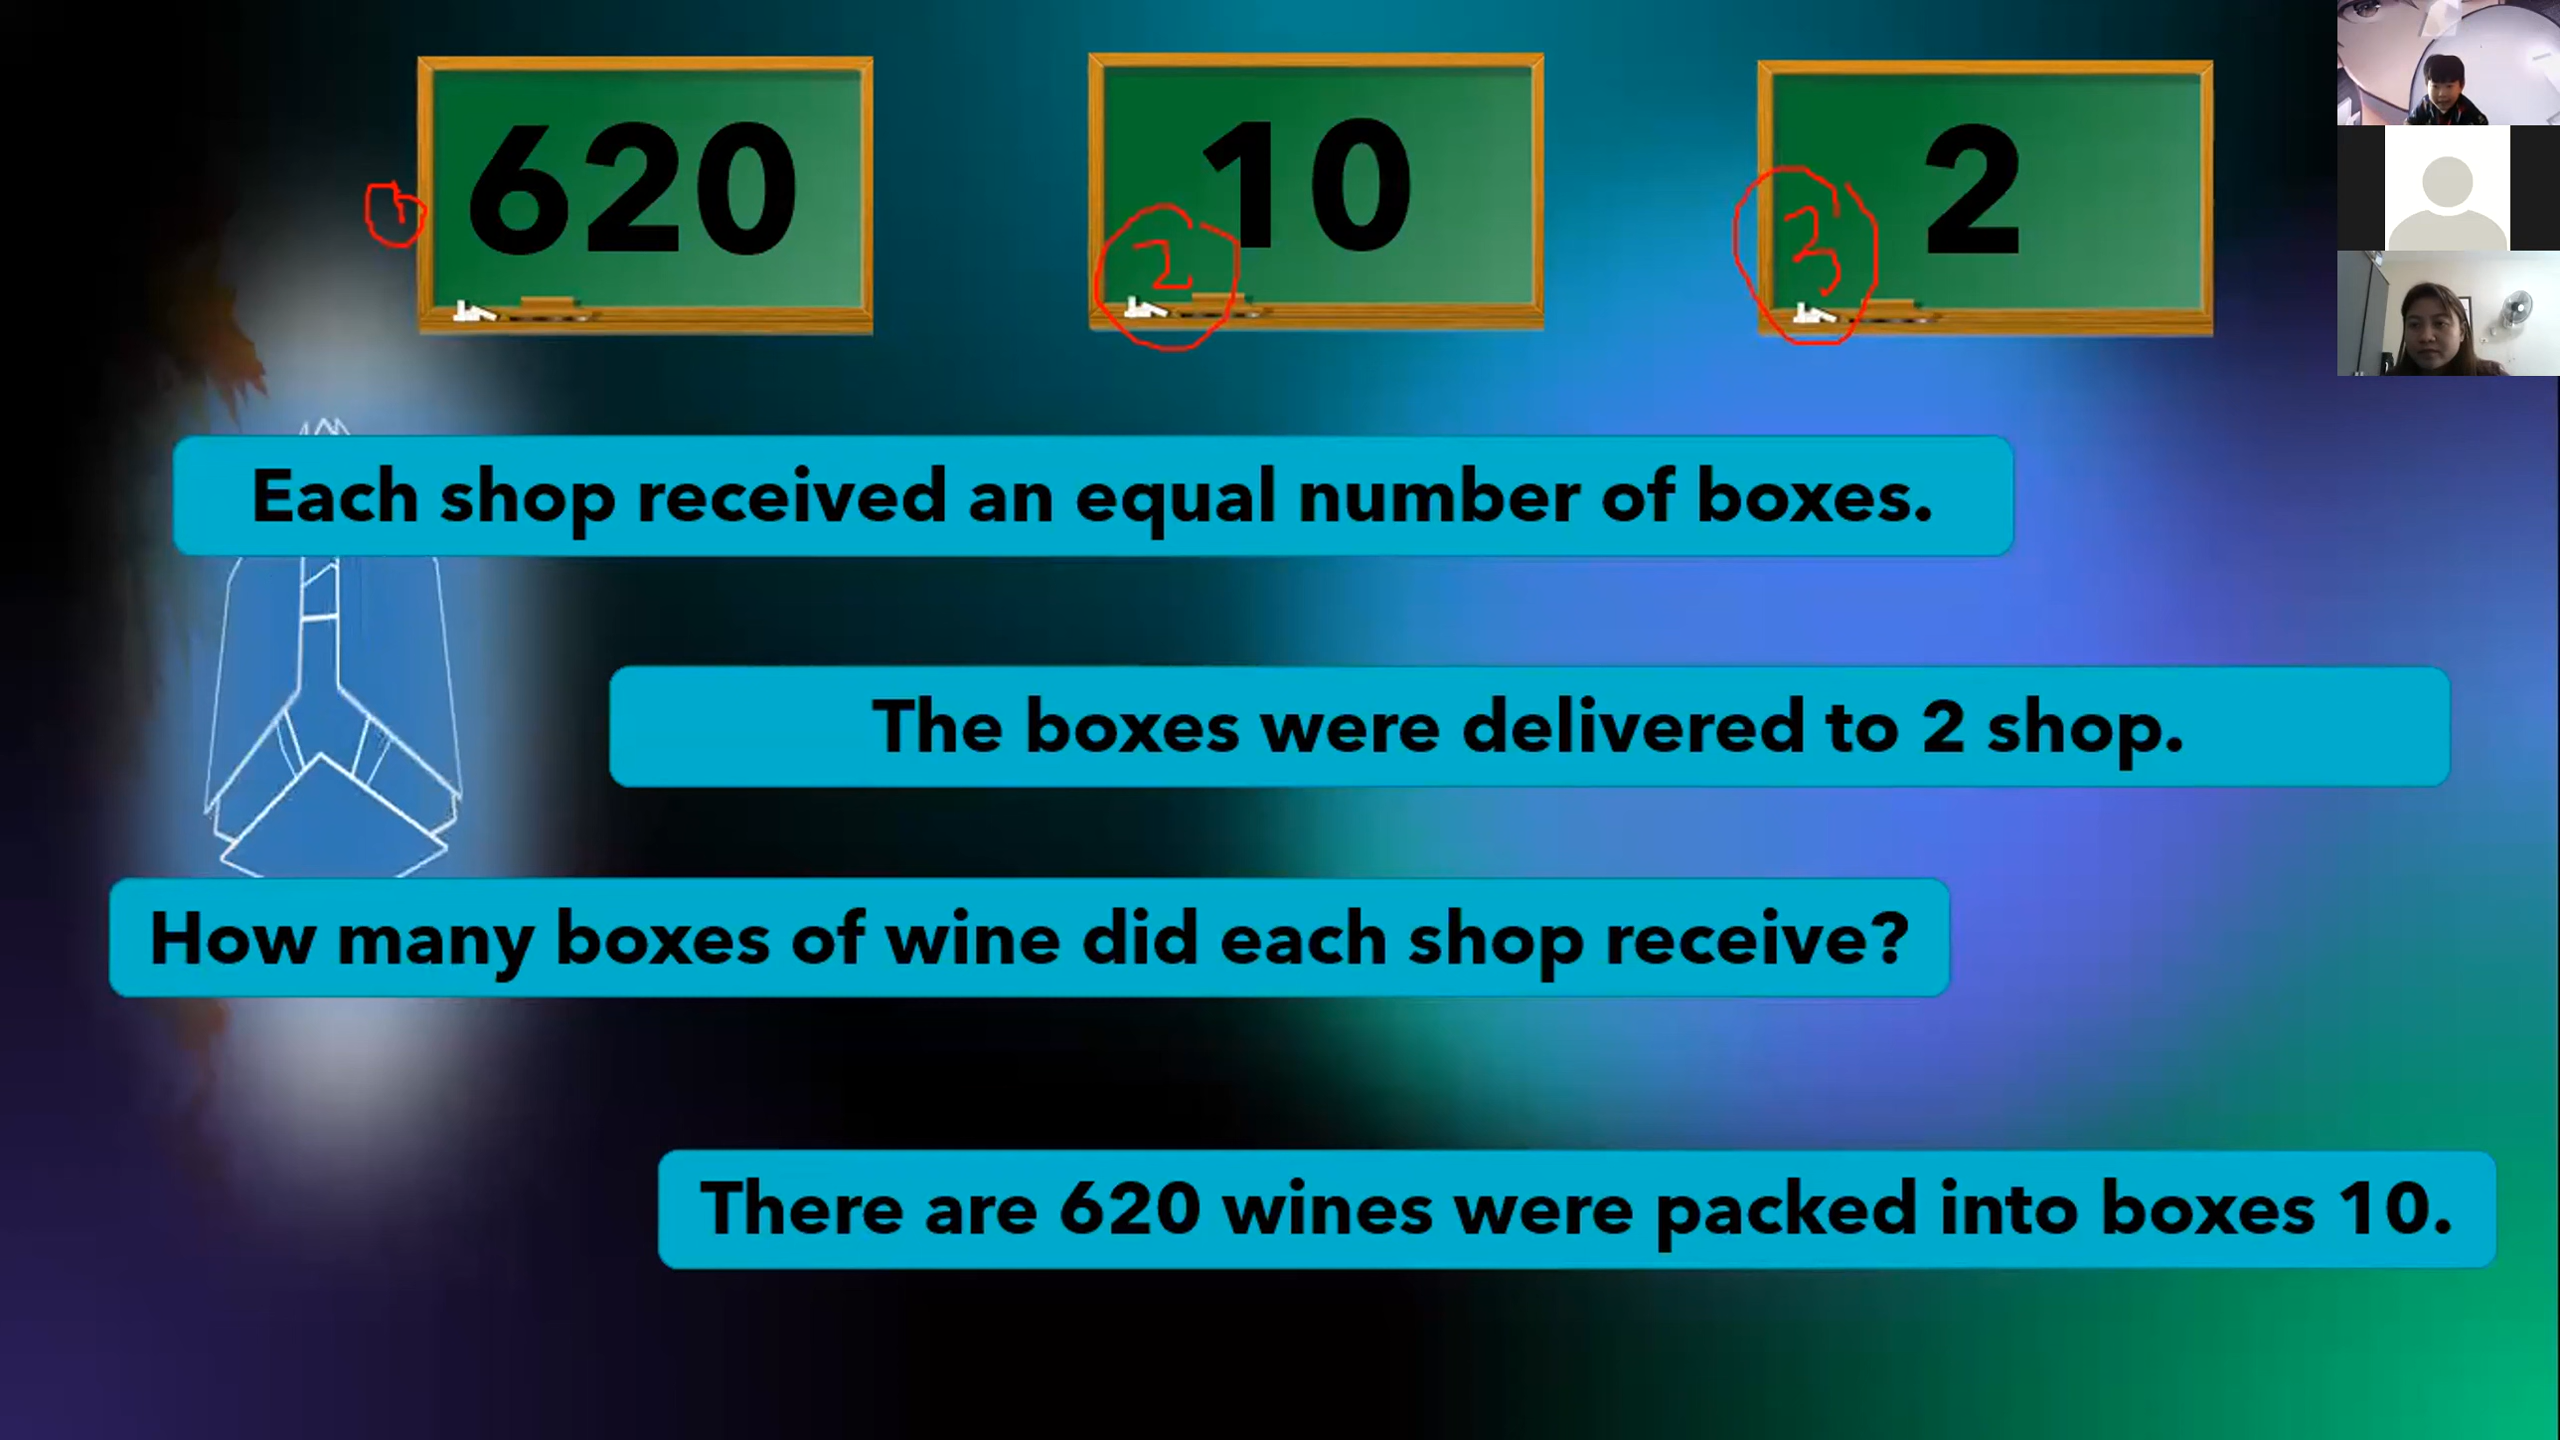 620
10
2
1
2
3
Each shop received an equal number of boxes.
The boxes were delivered to 2 shop.
How many boxes of wine did each shop receive?
There are 620 wines were packed into boxes 10.